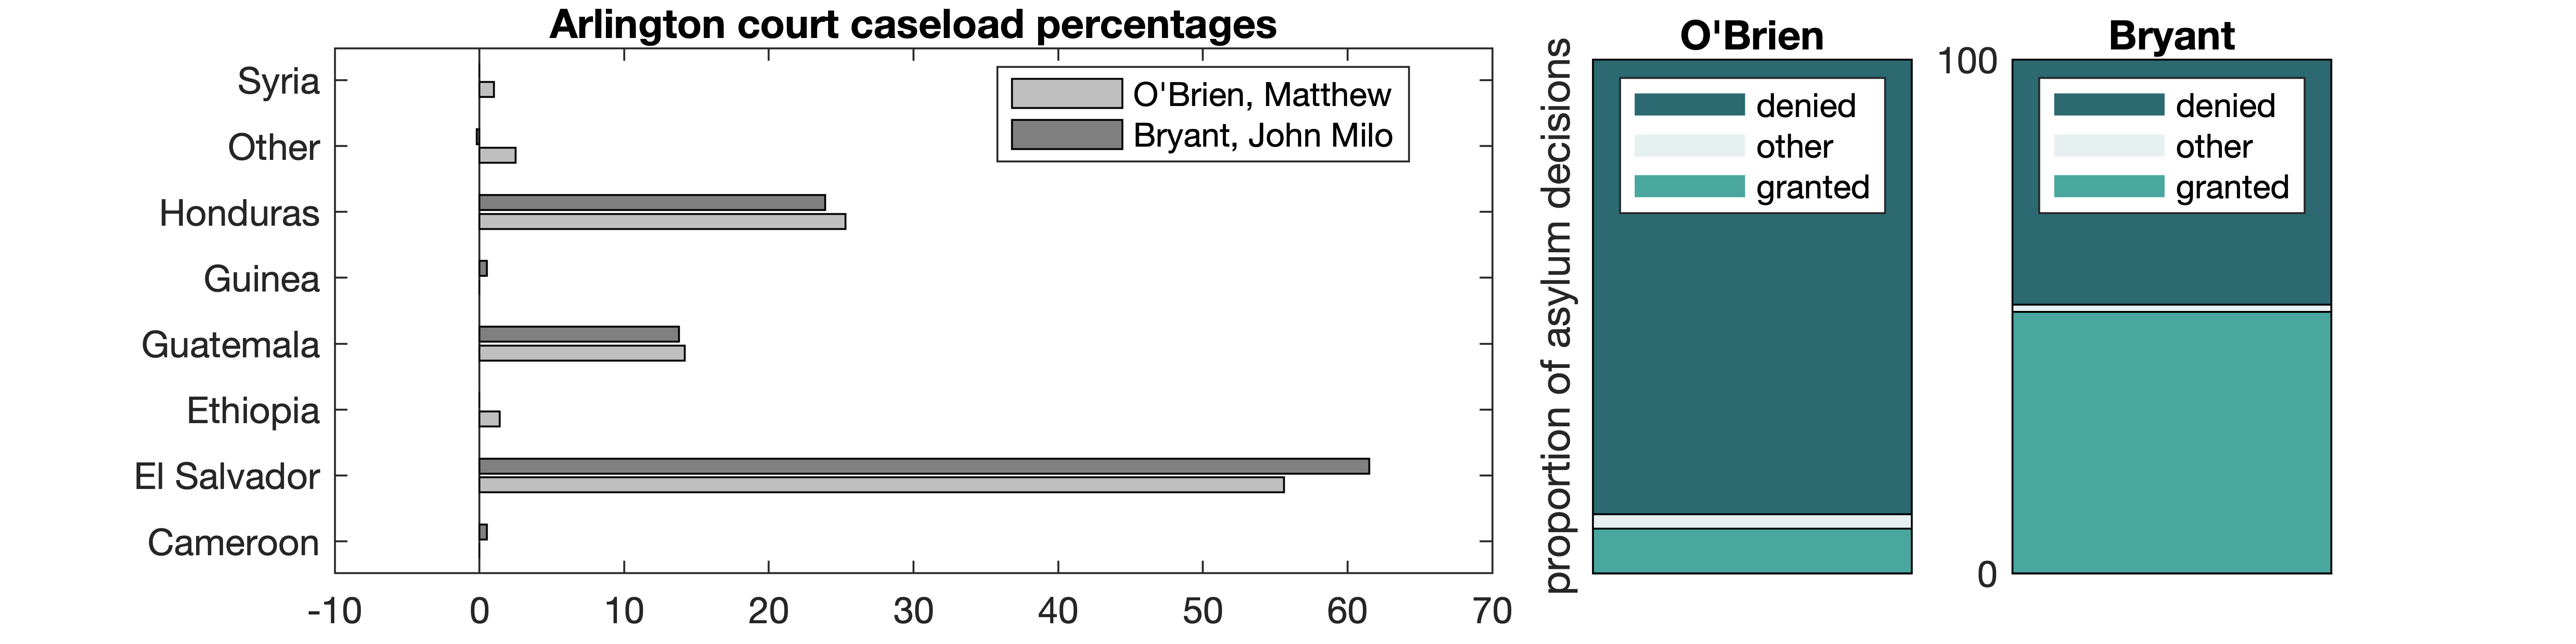 Arlington court caseload percentages
Syria
Other
Honduras
Guinea
Guatemala
Ethiopia
El Salvador
Cameroon
-10 0 10 20 30 40 50 60 70
O'Brien, Matthew
Bryant, John Milo
proportion of asylum decisions
O'Brien
denied
other
granted
Bryant
100
0
denied
other
granted